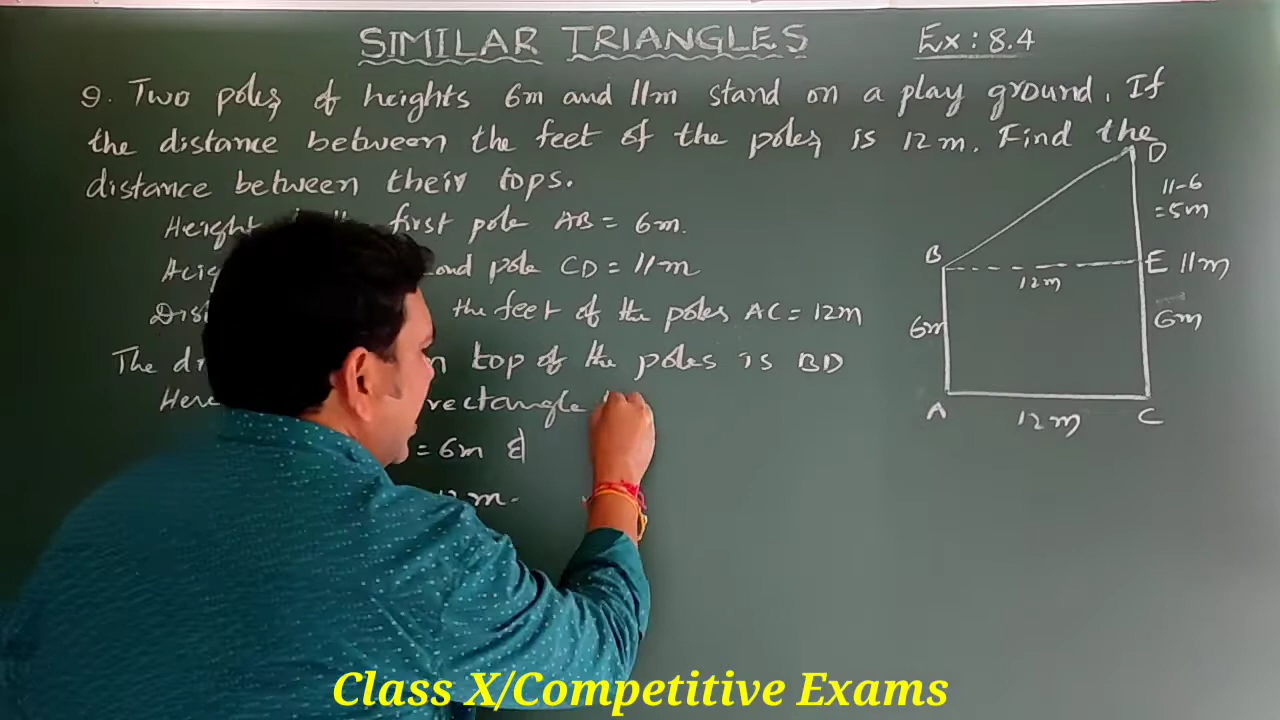 SIMILAR TRIANGLES Ex: 8.4
9. Two poles of heights 6m and 11m stand on a play ground. If
the distance between the feet of the poles is 12 m. Find the
distance between their tops.
Height first pole AB = 6m.
pole CD = 11m
the feet of the poles AC = 12m
The top of the poles is BD
Here rectangle
= 6m &
m.
D
11-6
=5m
B
E 11m
12m
6m
6m
A
12m
C
Class X/Competitive Exams